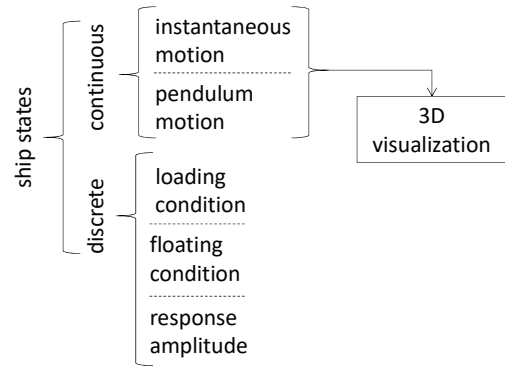 ship states
continuous
instantaneous
motion
pendulum
motion
3D
visualization
discrete
loading
condition
floating
condition
response
amplitude